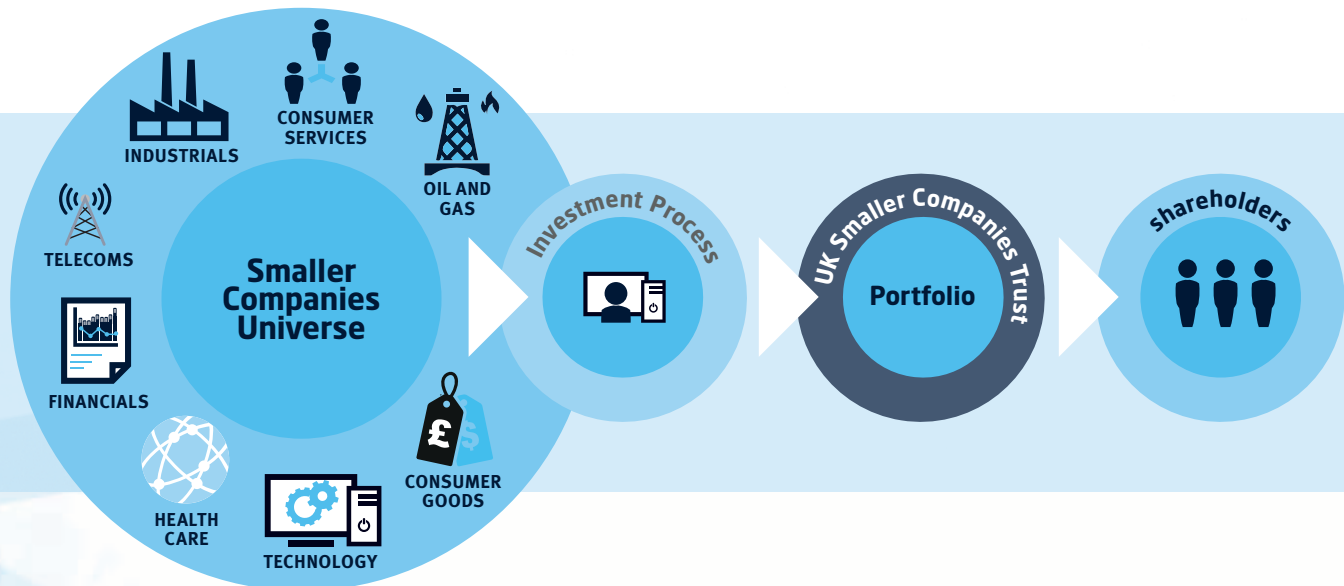 CONSUMER
SERVICES
INDUSTRIALS
OIL AND
GAS
TELECOMS
FINANCIALS
HEALTH
CARE
TECHNOLOGY
£
$
CONSUMER
GOODS
Smaller
Companies
Universe
Investment Process
UK Smaller Companies Trust
Portfolio
shareholders